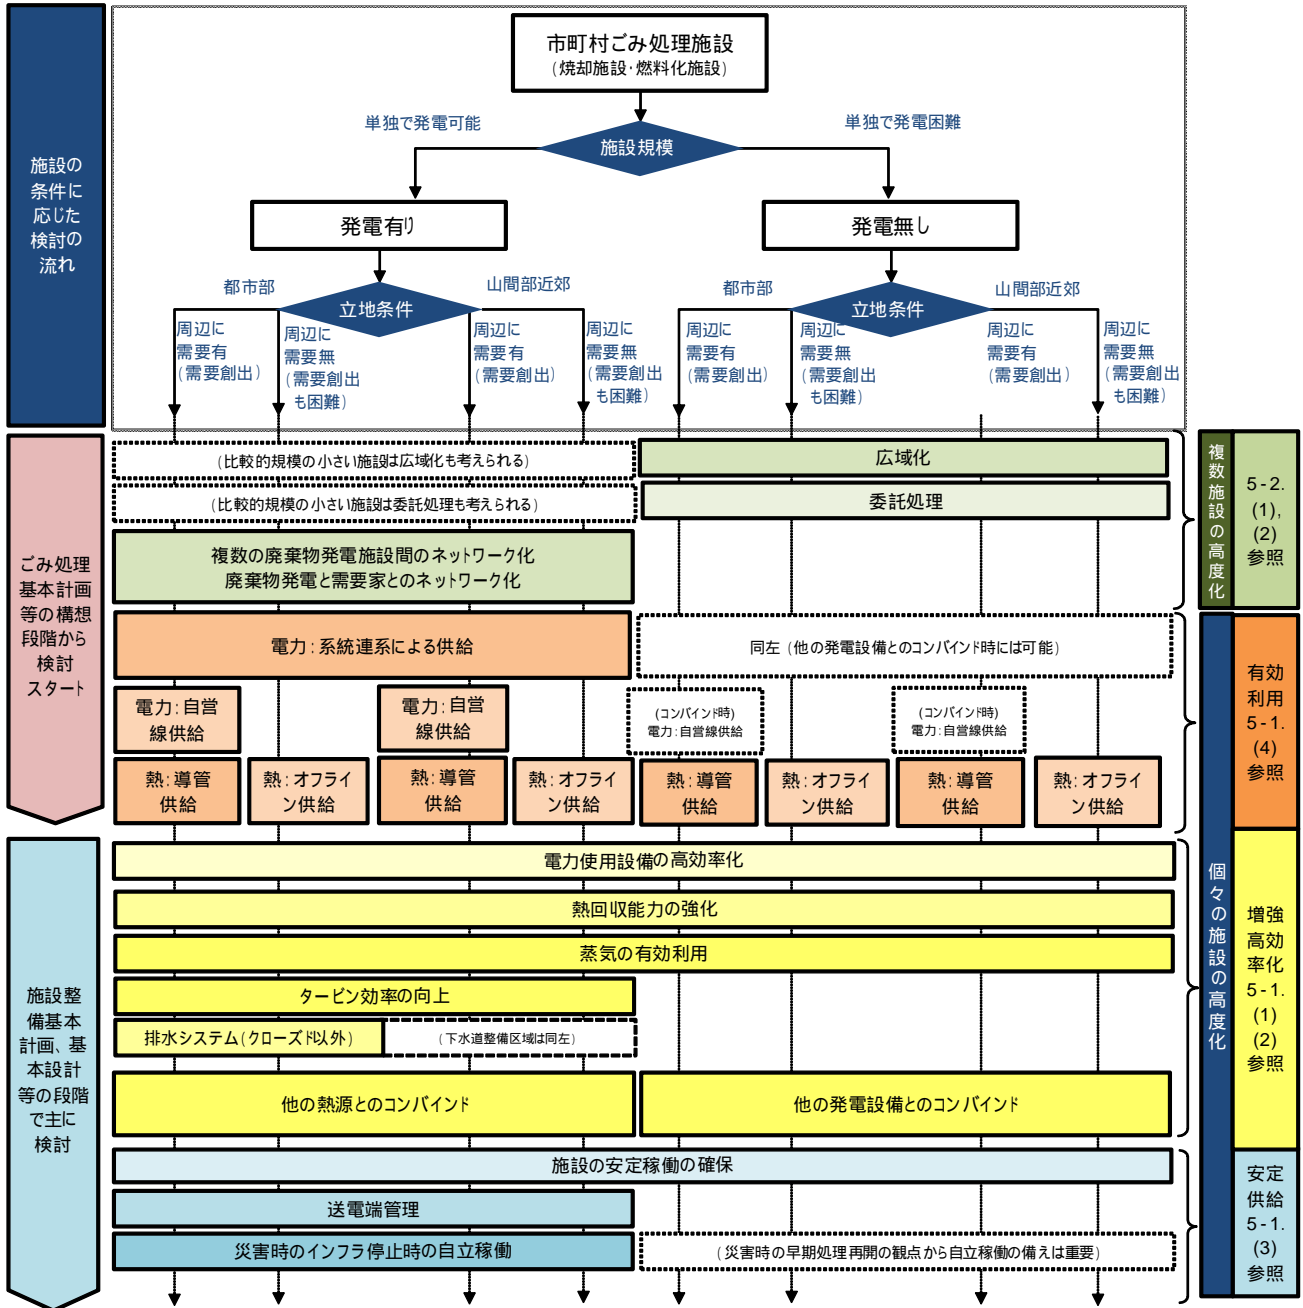 施設の
条件に
応じた
検討の
流れ
市町村ごみ処理施設
(焼却施設・燃料化施設)
単独で発電可能
単独で発電困難
施設規模
発電有り
発電無し
都市部
山間部近郊
立地条件
周辺に
需要有
(需要創出)
周辺に
需要無
(需要創出
も困難)
周辺に
需要有
(需要創出)
周辺に
需要無
(需要創出
も困難)
都市部
山間部近郊
立地条件
周辺に
需要有
(需要創出)
周辺に
需要無
(需要創出
も困難)
周辺に
需要有
(需要創出)
周辺に
需要無
(需要創出
も困難)
ごみ処理
基本計画
等の構想
段階から
検討
スタート
(比較的規模の小さい施設は広域化も考えられる)
広域化
(比較的規模の小さい施設は委託処理も考えられる)
委託処理
複数の廃棄物発電施設間のネットワーク化
廃棄物発電と需要家とのネットワーク化
複数施設の高度化
5-2.
(1),
(2)
参照
電力:系統連系による供給
同左(他の発電設備とのコンバインド時には可能)
電力:自営
線供給
電力:自営
線供給
(コンバインド時)
電力:自営線供給
(コンバインド時)
電力:自営線供給
熱:導管
供給
熱:オフライ
ン供給
熱:導管
供給
熱:オフライ
ン供給
熱:導管
供給
熱:オフライ
ン供給
熱:導管
供給
熱:オフライ
ン供給
個々の施設の高度化
有効
利用
5-1.
(4)
参照
施設整
備基本
計画、基
本設計
等の段階
で主に
検討
電力使用設備の高効率化
熱回収能力の強化
蒸気の有効利用
タービン効率の向上
排水システム(クローズド以外)
(下水道整備区域は同左)
他の熱源とのコンバインド
他の発電設備とのコンバインド
増強
高効
率化
5-1.
(1)
(2)
参照
施設の安定稼働の確保
送電端管理
災害時のインフラ停止時の自立稼働
(災害時の早期処理再開の観点から自立稼働の備えは重要)
安定
供給
5-1.
(3)
参照